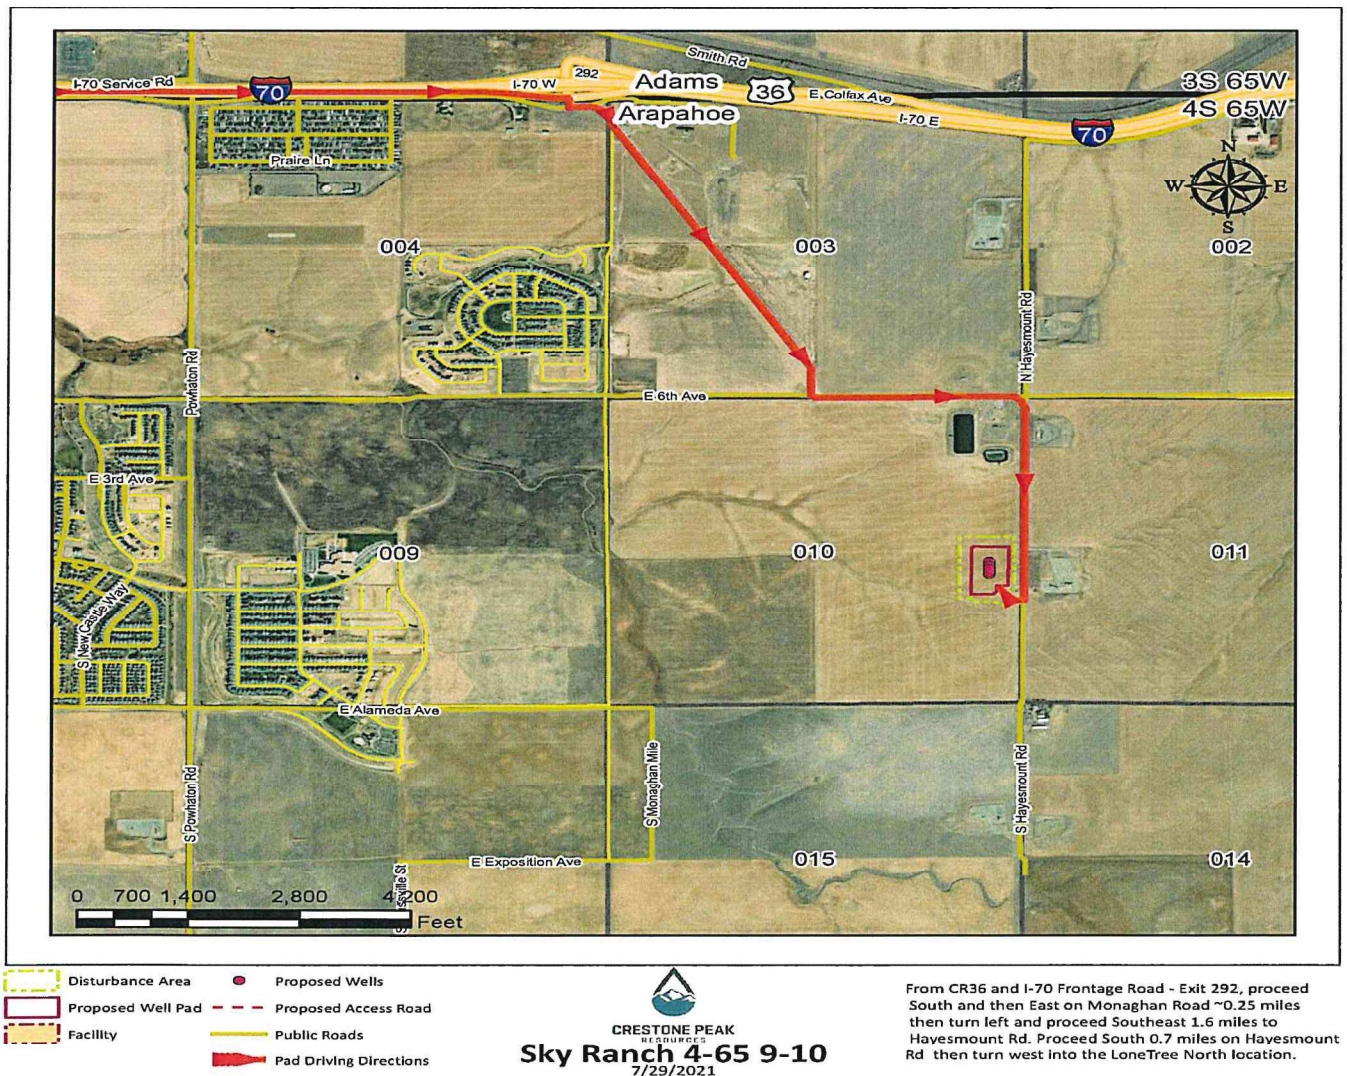 I-70 Service Rd
70
I-70 W
292
Smith Rd
Adams
36
E Colfax Ave
3S 65W
Arapahoe
I-70 E
4S 65W
70
Praire Ln
N
W
E
S
004
003
002
N Hayesmount Rd
Powhaton Rd
E 6th Ave
E 3rd Ave
009
010
011
S New Castle Way
E Alameda Ave
S Powhaton Rd
S Monaghan Mile
S Hayesmount Rd
E Exposition Ave
015
014
0 700 1,400 2,800 4,200
Feet
Disturbance Area
Proposed Wells
Proposed Well Pad
Proposed Access Road
Facility
Public Roads
Pad Driving Directions
CRESTONE PEAK
RESOURCES
Sky Ranch 4-65 9-10
7/29/2021
From CR36 and I-70 Frontage Road - Exit 292, proceed
South and then East on Monaghan Road ~0.25 miles
then turn left and proceed Southeast 1.6 miles to
Hayesmount Rd. Proceed South 0.7 miles on Hayesmount
Rd then turn west into the LoneTree North location.